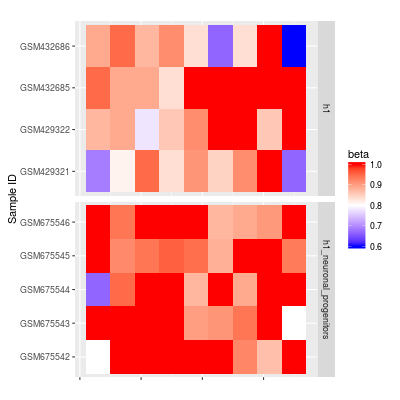 GSM432686
GSM432685
GSM429322
GSM429321
h1
GSM675546
GSM675545
GSM675544
GSM675543
GSM675542
h1_neuronal_progenitors
Sample ID
beta
1.0
0.9
0.8
0.7
0.6